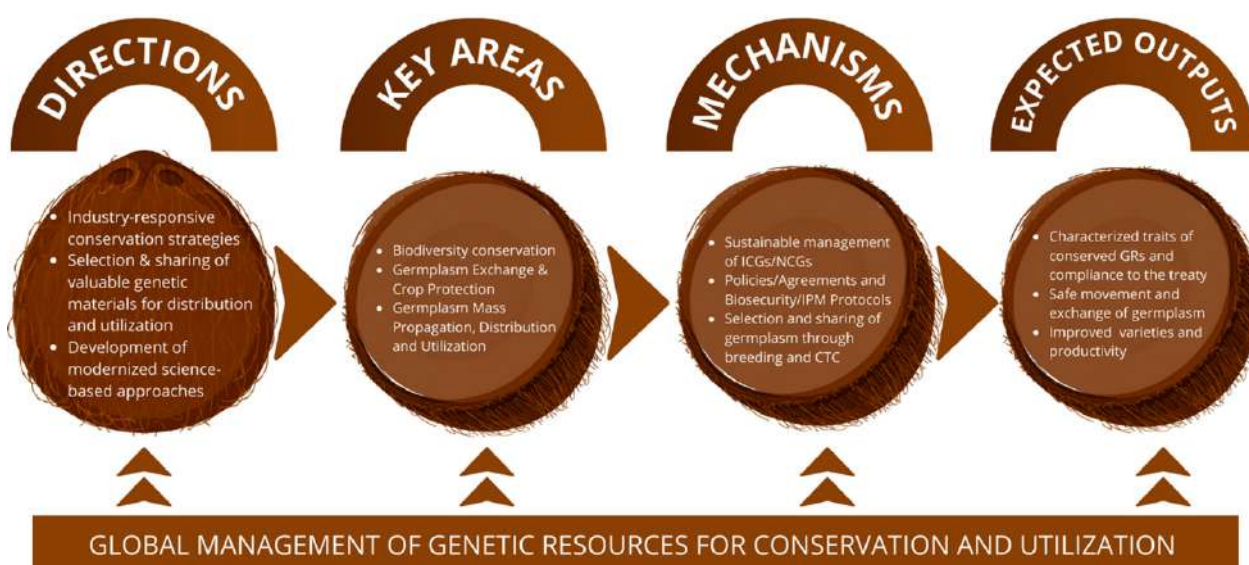 DIRECTIONS
• Industry-responsive
conservation strategies
• Selection & sharing of
valuable genetic
materials for distribution
and utilization
• Development of
modernized science-
based approaches
KEY AREAS
• Biodiversity conservation
• Germplasm Exchange &
Crop Protection
• Germplasm Mass
Propagation, Distribution
and Utilization
MECHANISMS
• Sustainable management
of ICGs/NCGs
• Policies/Agreements and
Biosecurity/IPM Protocols
• Selection and sharing of
germplasm through
breeding and CTC
EXPECTED OUTPUTS
• Characterized traits of
conserved GRs and
compliance to the treaty
• Safe movement and
exchange of germplasm
• Improved varieties and
productivity
GLOBAL MANAGEMENT OF GENETIC RESOURCES FOR CONSERVATION AND UTILIZATION